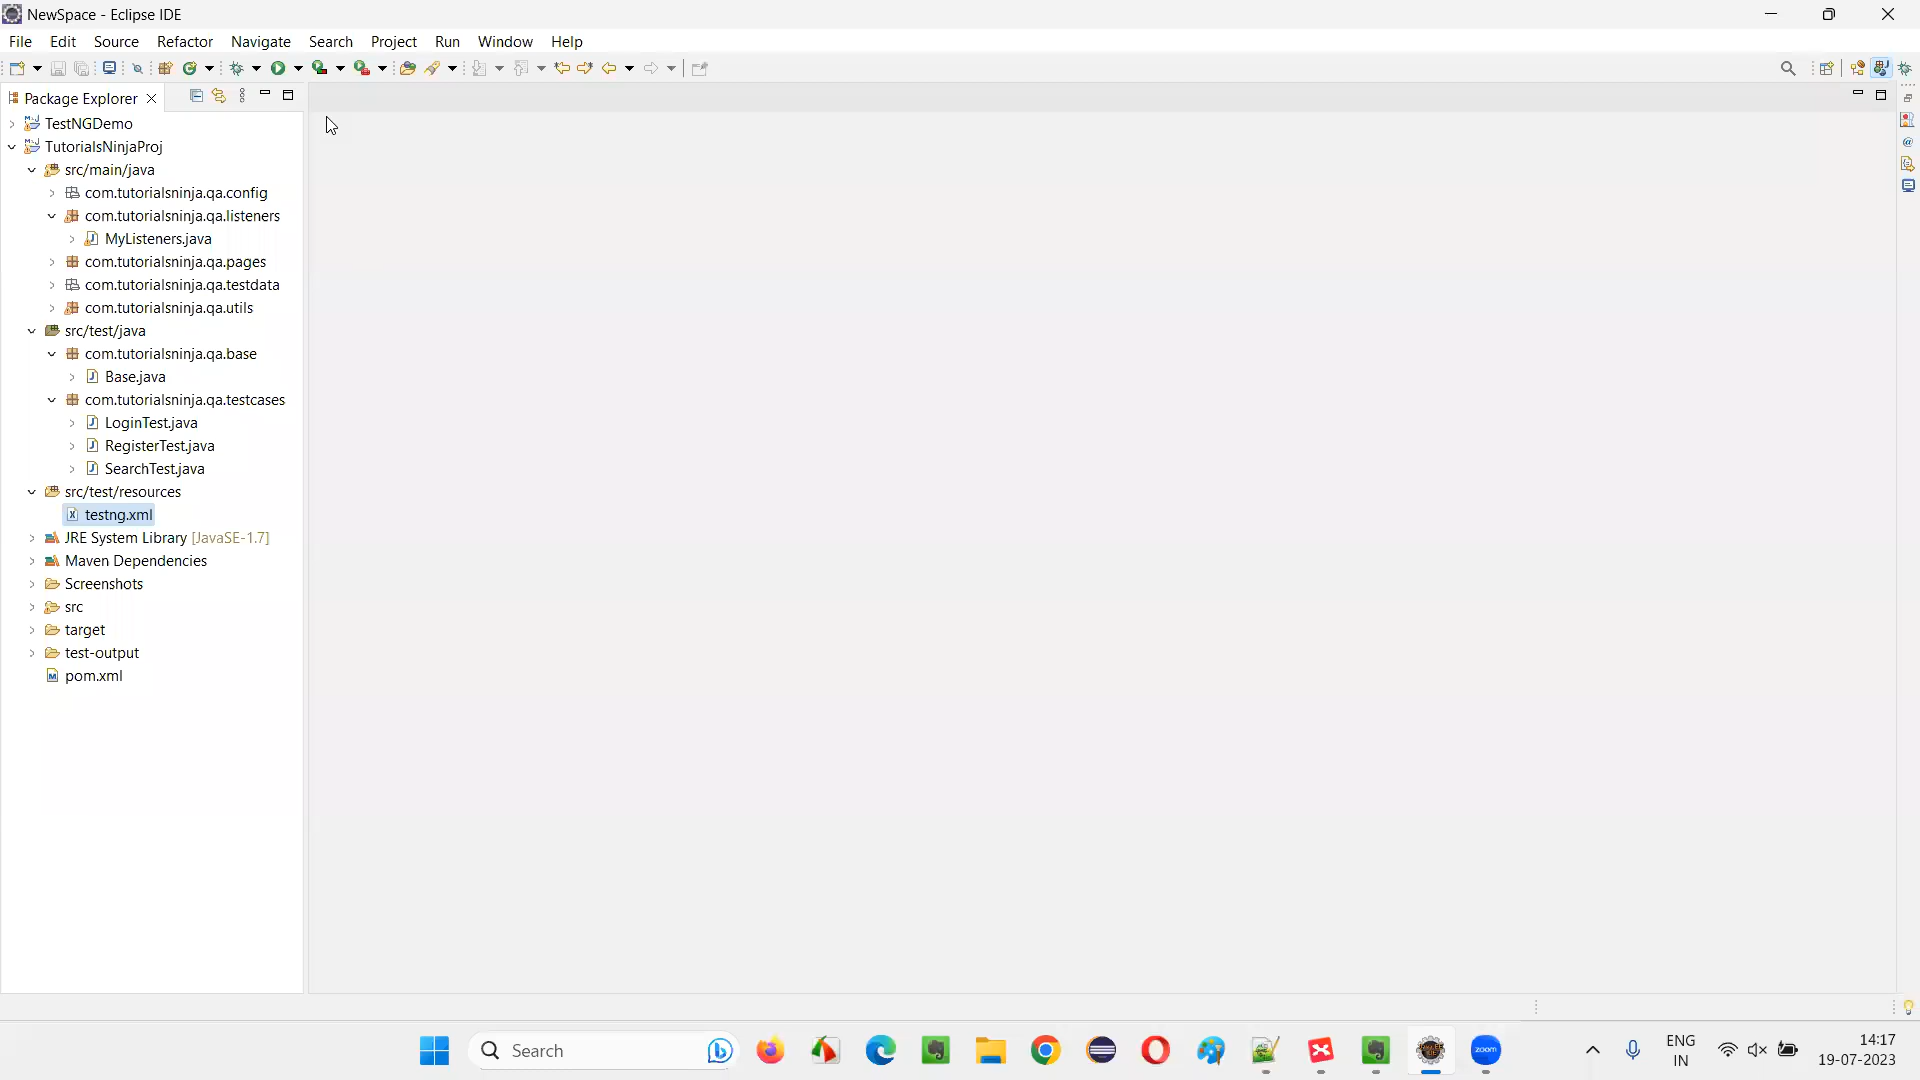 NewSpace - Eclipse IDE
File Edit Source Refactor Navigate Search Project Run Window Help
Package Explorer
TestNGDemo
TutorialsNinjaProj
src/main/java
com.tutorialsninja.qa.config
com.tutorialsninja.qa.listeners
MyListeners.java
com.tutorialsninja.qa.pages
com.tutorialsninja.qa.testdata
com.tutorialsninja.qa.utils
src/test/java
com.tutorialsninja.qa.base
Base.java
com.tutorialsninja.qa.testcases
LoginTest.java
RegisterTest.java
SearchTest.java
src/test/resources
testng.xml
JRE System Library [JavaSE-1.7]
Maven Dependencies
Screenshots
src
target
test-output
pom.xml
Search
zoom
ENG
IN
14:17
19-07-2023